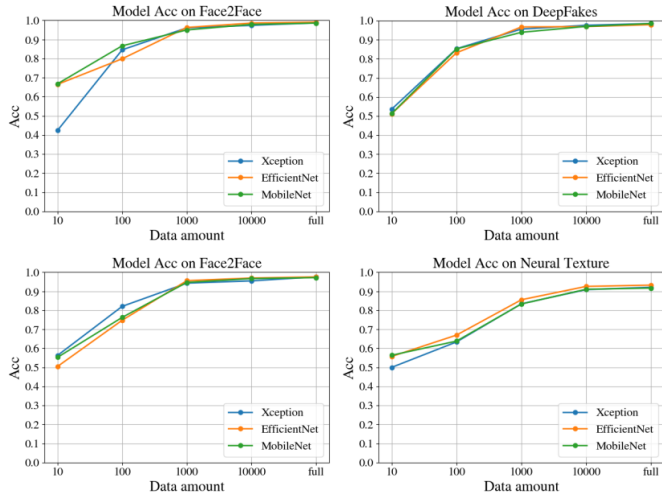 Model Acc on Face2Face
Acc
1.0
0.9
0.8
0.7
0.6
0.5
0.4
0.3
0.2
0.1
0.0
Xception
EfficientNet
MobileNet
10 100 1000 10000 full
Data amount
Model Acc on DeepFakes
Acc
1.0
0.9
0.8
0.7
0.6
0.5
0.4
0.3
0.2
0.1
0.0
Xception
EfficientNet
MobileNet
10 100 1000 10000 full
Data amount
Model Acc on Face2Face
Acc
1.0
0.9
0.8
0.7
0.6
0.5
0.4
0.3
0.2
0.1
0.0
Xception
EfficientNet
MobileNet
10 100 1000 10000 full
Data amount
Model Acc on Neural Texture
Acc
1.0
0.9
0.8
0.7
0.6
0.5
0.4
0.3
0.2
0.1
0.0
Xception
EfficientNet
MobileNet
10 100 1000 10000 full
Data amount